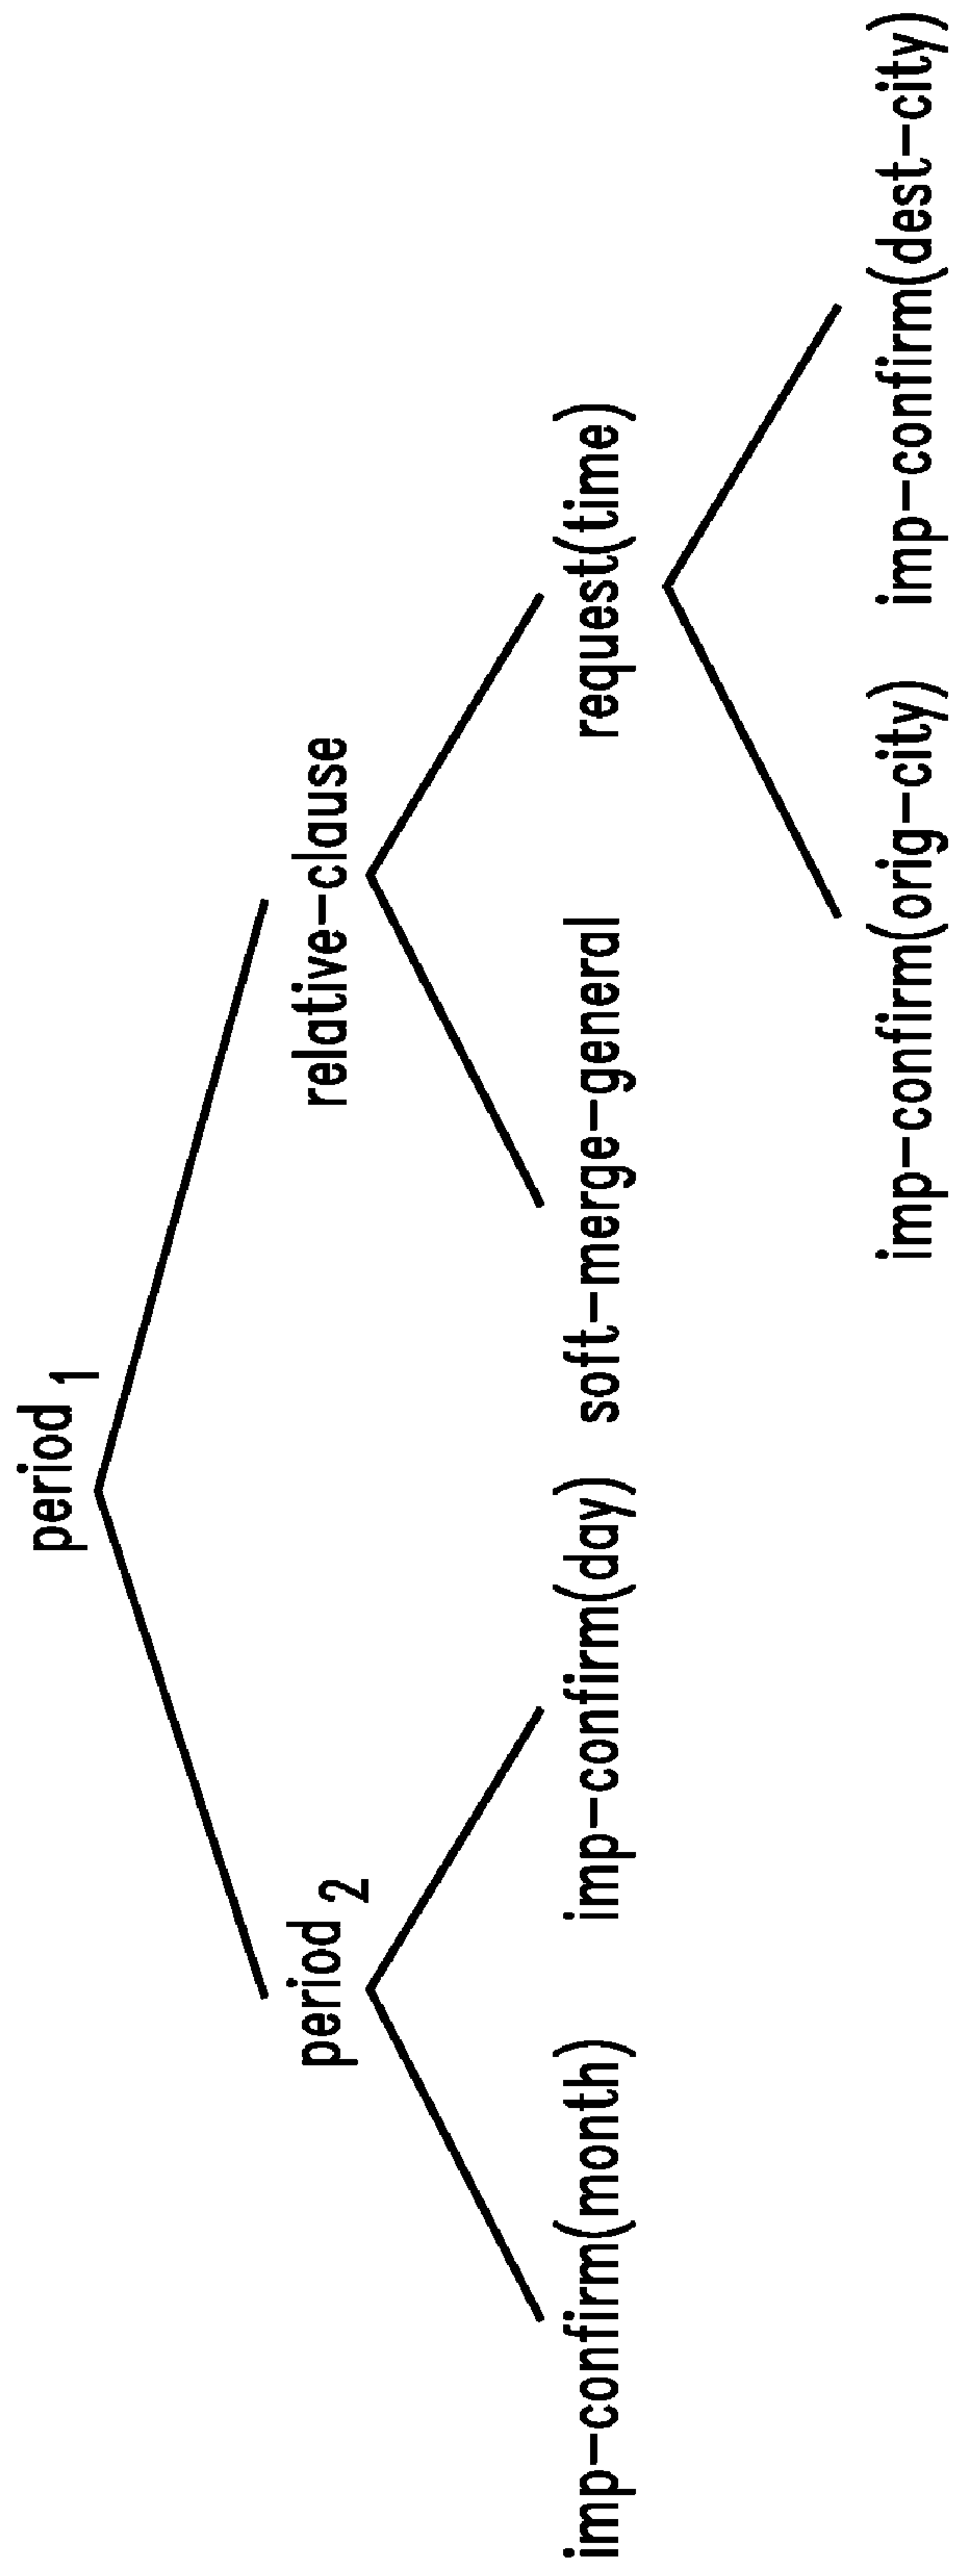 period 1
period 2
relative-clause
imp-confirm(month)
imp-confirm(day)
soft-merge-general
request(time)
imp-confirm(orig-city)
imp-confirm(dest-city)